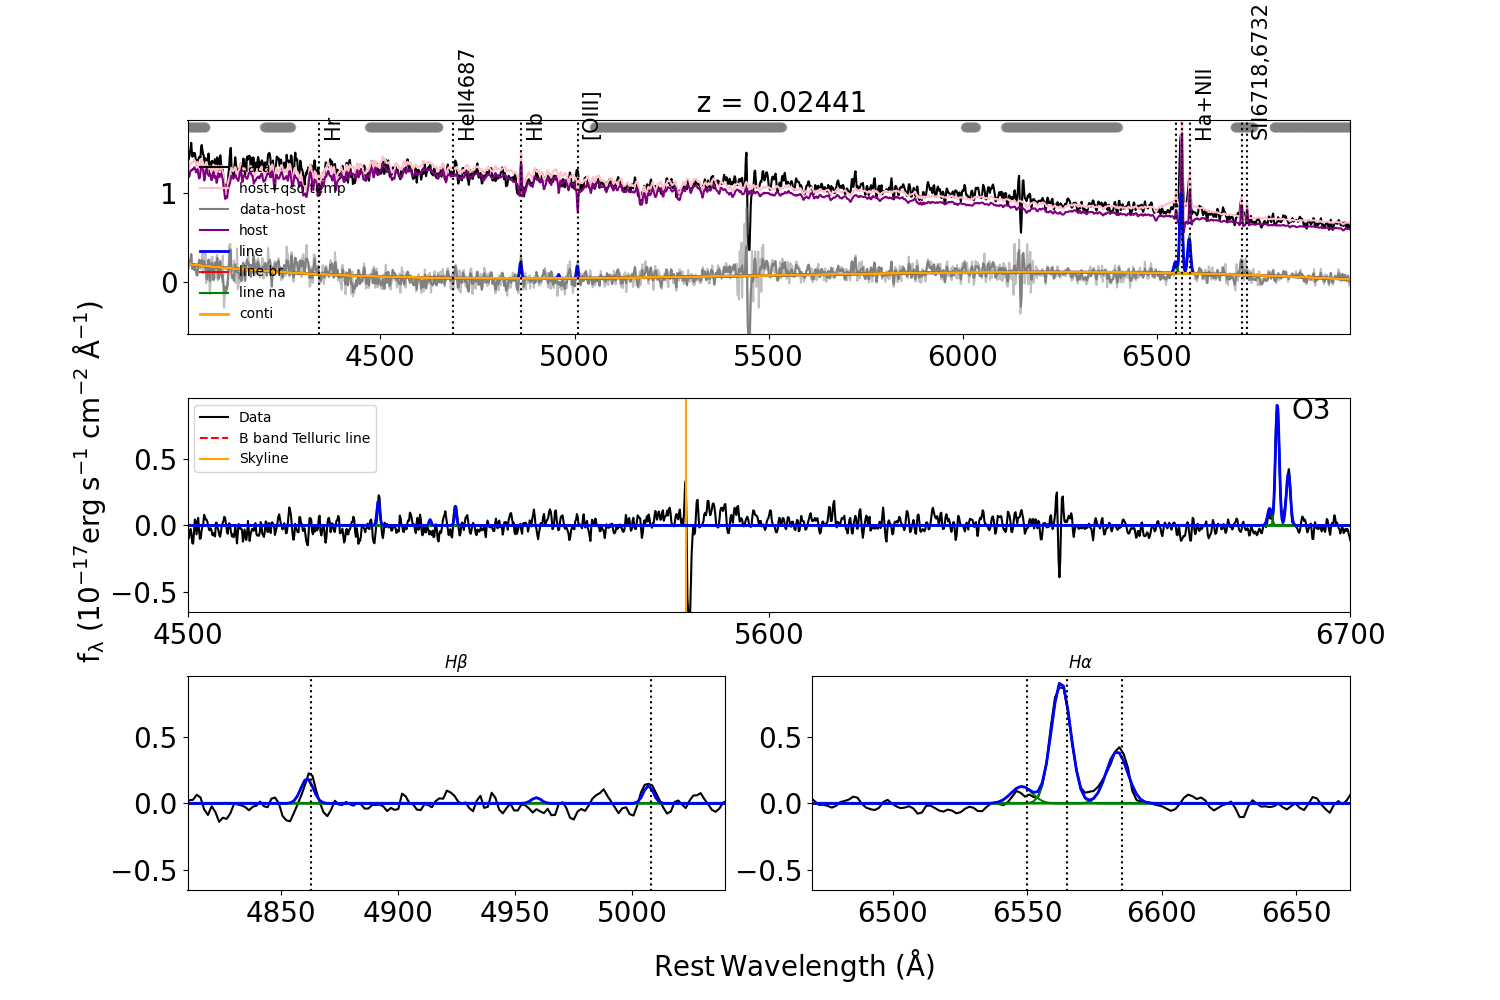 z = 0.02441
Hr
HeII4687
Hb
[OIII]
Ha+NII
SII6718,6732
data
host+qso temp
data-host
host
line
line br
line na
conti
1
0
4500 5000 5500 6000 6500
Data
B band Telluric line
Skyline
O3
0.5
0.0
−0.5
4500 5600 6700
fλ (10−17erg s−1 cm−2 Å−1)
Hβ
0.5
0.0
−0.5
4850 4900 4950 5000
Hα
0.5
0.0
−0.5
6500 6550 6600 6650
Rest Wavelength (Å)